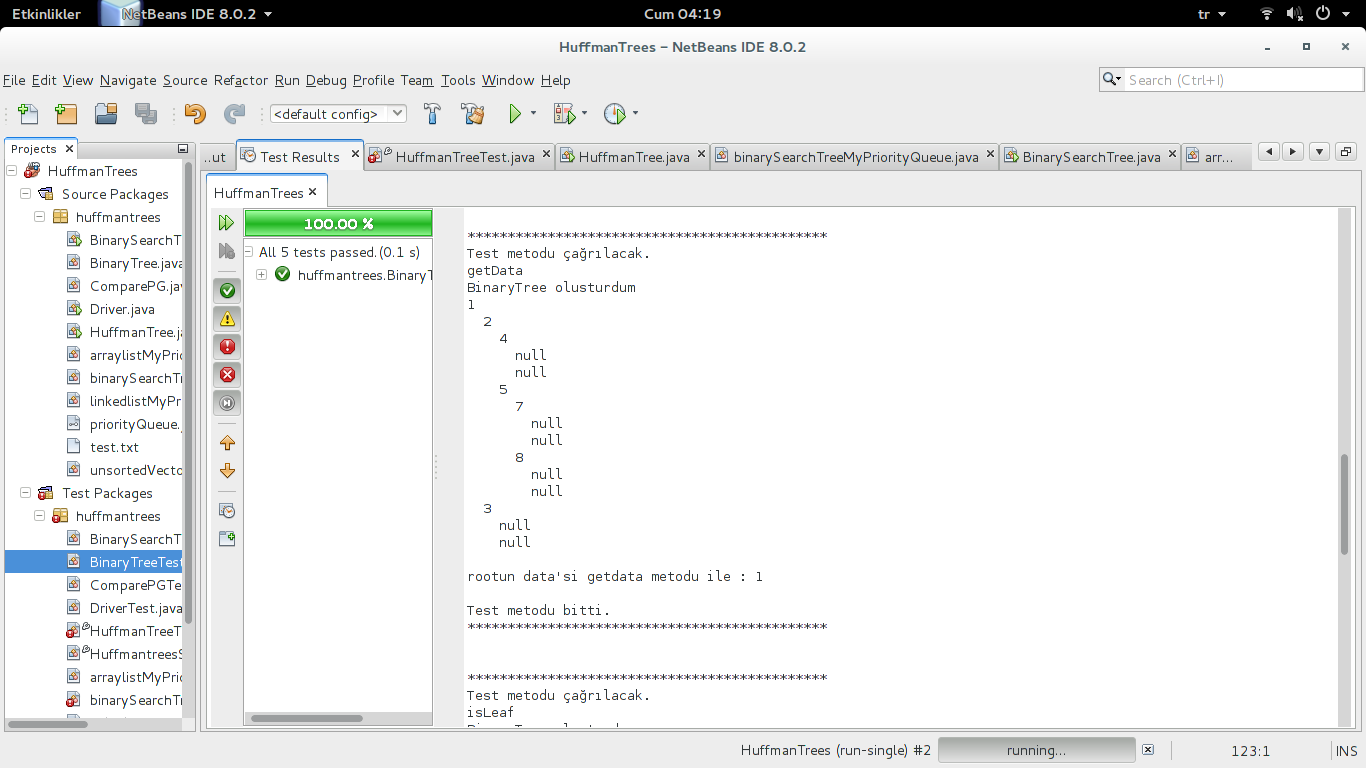 Etkinlikler NetBeans IDE 8.0.2 Cum 04:19 tr
HuffmanTrees – NetBeans IDE 8.0.2
File Edit View Navigate Source Refactor Run Debug Profile Team Tools Window Help
Search (Ctrl+I)
<default config>
Projects
HuffmanTrees
Source Packages
huffmantrees
BinarySearchT
BinaryTree.java
ComparePG.jav
Driver.java
HuffmanTree.ja
arraylistMyPrio
binarySearchTr
linkedlistMyPr
priorityQueue.
test.txt
unsortedVecto
Test Packages
huffmantrees
BinarySearchT
BinaryTreeTest
ComparePGTe
DriverTest.java
HuffmanTreeT
HuffmantreesS
arraylistMyPrio
binarySearchTr
..ut Test Results HuffmanTreeTest.java HuffmanTree.java binarySearchTreeMyPriorityQueue.java BinarySearchTree.java arr...
HuffmanTrees
100.00 %
All 5 tests passed.(0.1 s)
huffmantrees.BinaryT
*********************************************
Test metodu çağrılacak.
getData
BinaryTree olusturdum
1
2
4
null
null
5
7
null
null
8
null
null
3
null
null
rootun data'si getdata metodu ile : 1
Test metodu bitti.
*********************************************
*********************************************
Test metodu çağrılacak.
isLeaf
HuffmanTrees (run-single) #2 running... 123:1 INS